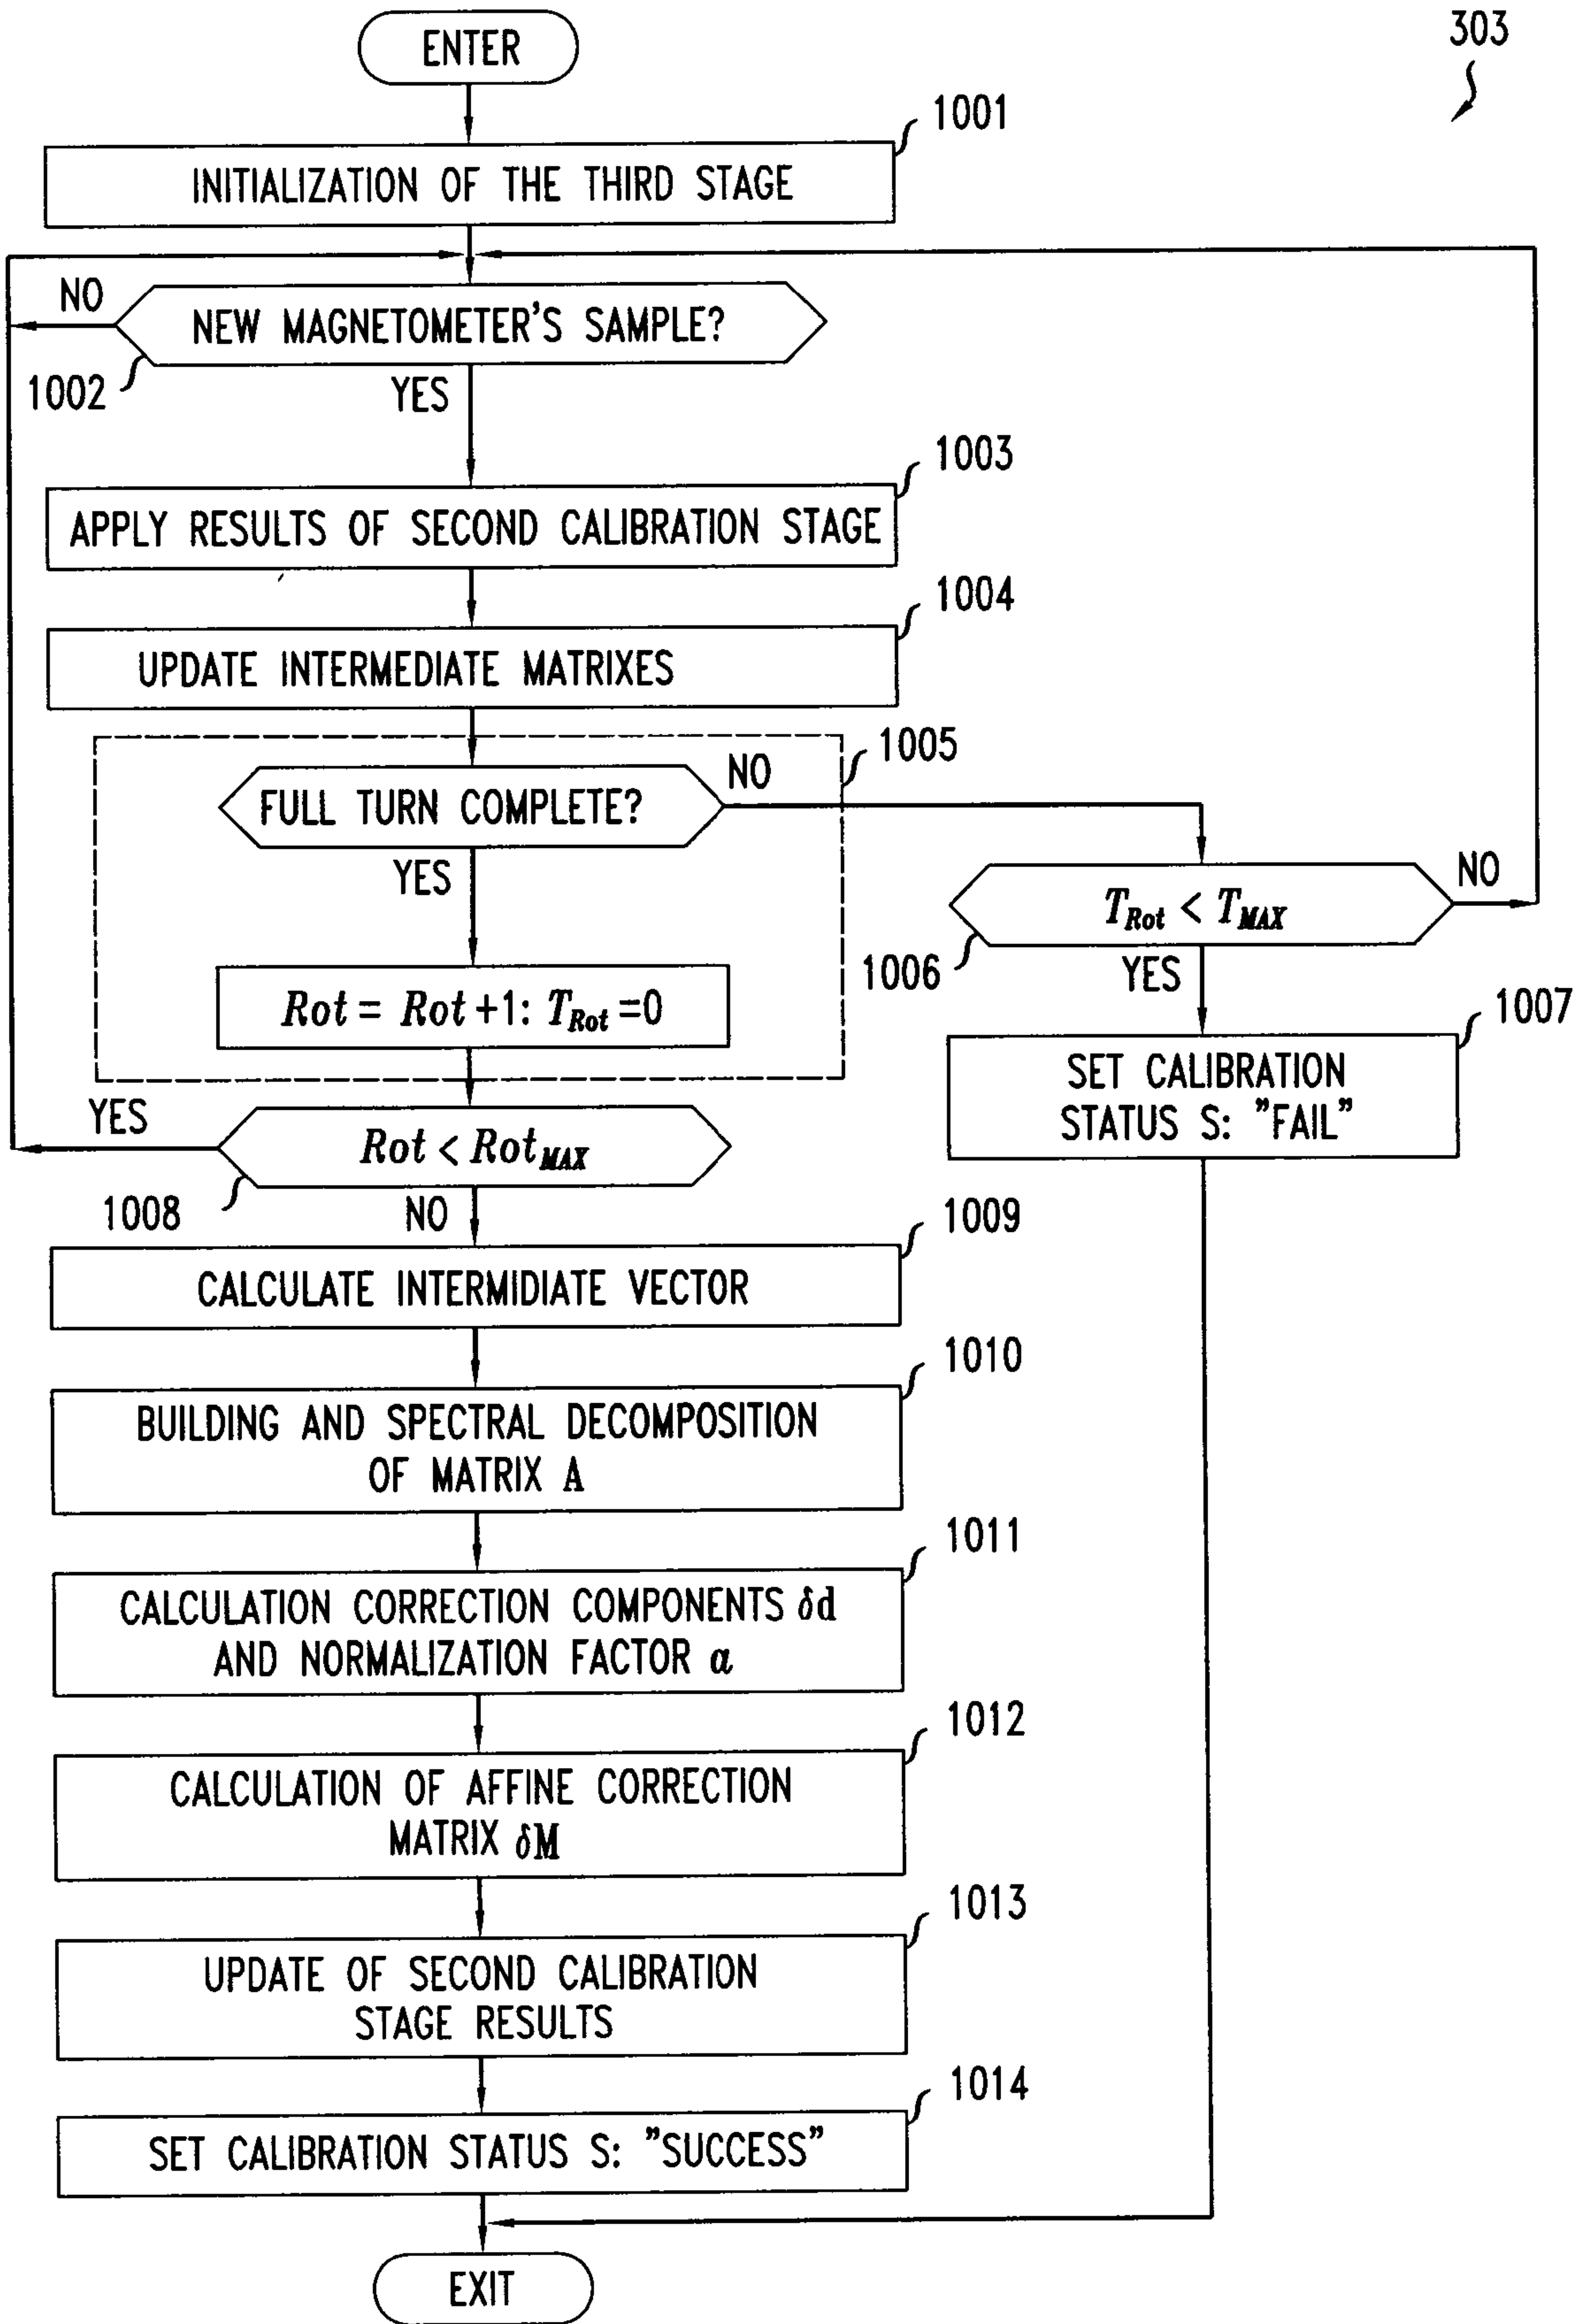 ENTER
303
1001
INITIALIZATION OF THE THIRD STAGE
NO
NEW MAGNETOMETER'S SAMPLE?
1002
YES
1003
APPLY RESULTS OF SECOND CALIBRATION STAGE
1004
UPDATE INTERMEDIATE MATRIXES
1005
FULL TURN COMPLETE?
NO
YES
T_Rot < T_MAX
NO
1006
YES
Rot = Rot +1: T_Rot =0
1007
SET CALIBRATION
STATUS S: "FAIL"
YES
Rot < Rot_MAX
1008
NO
1009
CALCULATE INTERMIDIATE VECTOR
1010
BUILDING AND SPECTRAL DECOMPOSITION
OF MATRIX A
1011
CALCULATION CORRECTION COMPONENTS δd
AND NORMALIZATION FACTOR α
1012
CALCULATION OF AFFINE CORRECTION
MATRIX δM
1013
UPDATE OF SECOND CALIBRATION
STAGE RESULTS
1014
SET CALIBRATION STATUS S: "SUCCESS"
EXIT